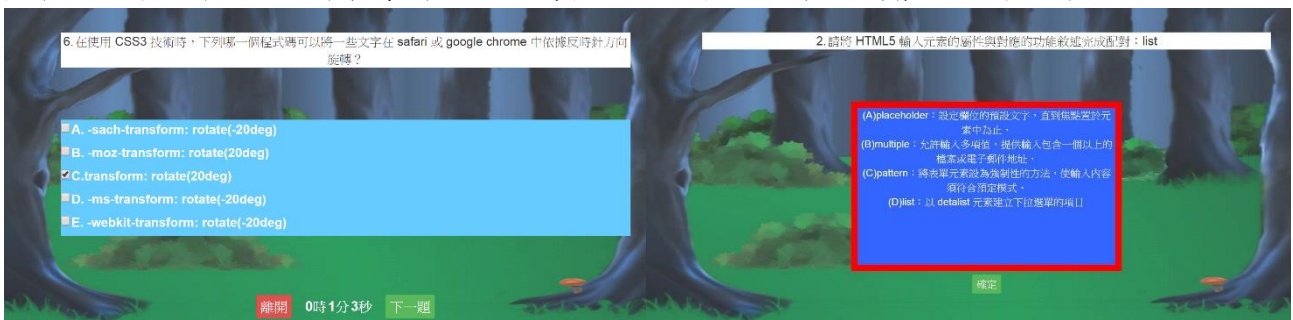 6.在使用 CSS3 技術時，下列哪一個程式碼可以將一些文字在 safari 或 google chrome 中依據反時針方向
旋轉？
A. -sach-transform: rotate(-20deg)
B. -moz-transform: rotate(20deg)
C.transform: rotate(20deg)
D. -ms-transform: rotate(-20deg)
E. -webkit-transform: rotate(-20deg)
離開 0時1分3秒 下一題
2.請將 HTML5 輸入元素的屬性與對應的功能敘述完成配對：list
(A)placeholder：設定欄位的預設文字，直到焦點置於元
素中為止。
(B)multiple：允許輸入多項值，提供輸入包含一個以上的
檔案或電子郵件地址。
(C)pattern：將表單元素設為強制性的方法，使輸入內容
須符合預定模式。
(D)list：以 detalist 元素建立下拉選單的項目
確定